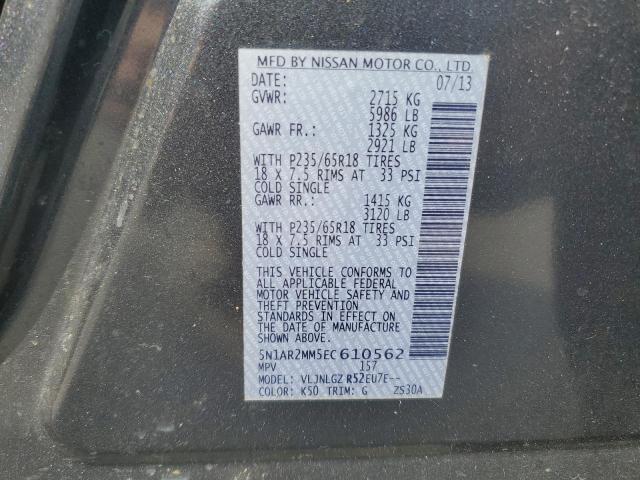 MFD BY NISSAN MOTOR CO., LTD.
DATE: 07/13
GVWR: 2715 KG
5986 LB
GAWR FR.: 1325 KG
2921 LB
WITH P235/65R18 TIRES
18 X 7.5 RIMS AT 33 PSI
COLD SINGLE
GAWR RR.: 1415 KG
3120 LB
WITH P235/65R18 TIRES
18 X 7.5 RIMS AT 33 PSI
COLD SINGLE
THIS VEHICLE CONFORMS TO
ALL APPLICABLE FEDERAL
MOTOR VEHICLE SAFETY AND
THEFT PREVENTION
STANDARDS IN EFFECT ON
THE DATE OF MANUFACTURE
SHOWN ABOVE.
5N1AR2MM5EC610562
MPV 157
MODEL: VLJNLGZ R52EU7E--
COLOR: K50 TRIM: G ZS30A